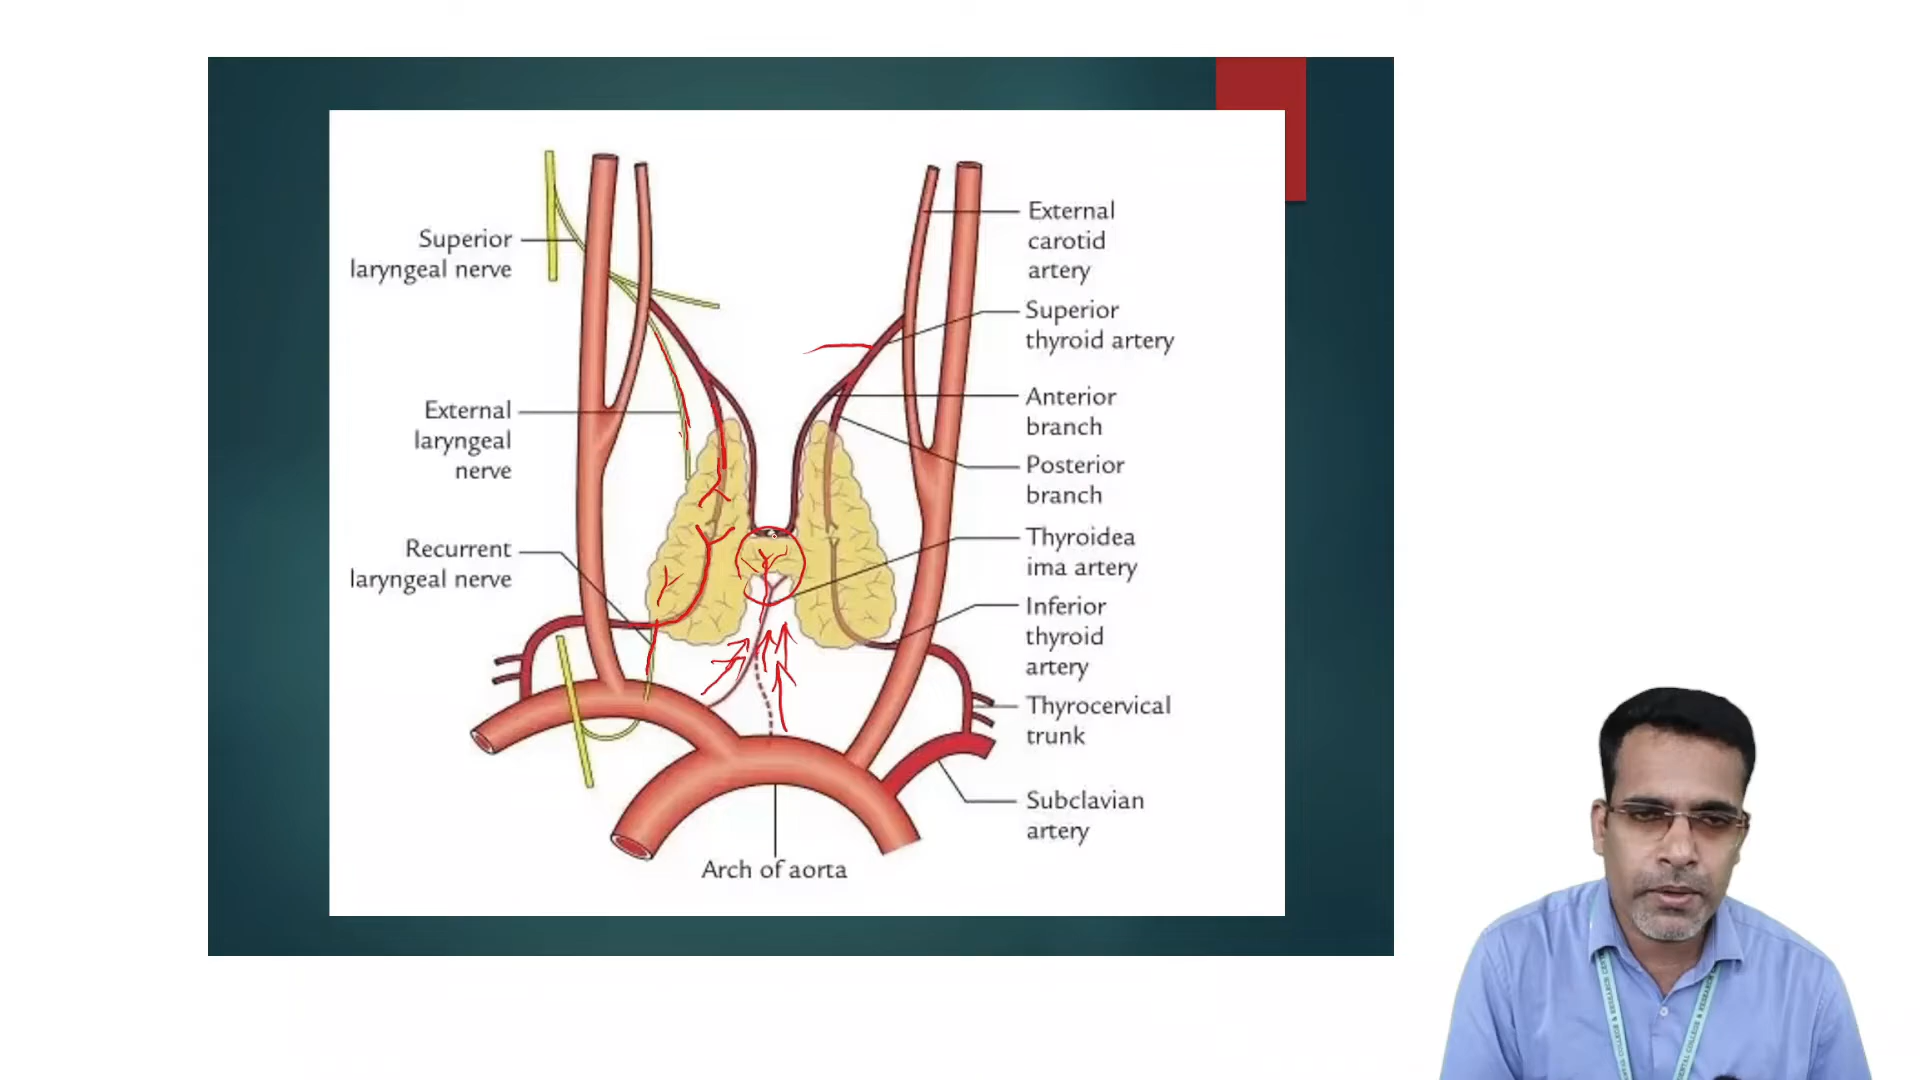 Superior
laryngeal nerve
External
laryngeal
nerve
Recurrent
laryngeal nerve
External
carotid
artery
Superior
thyroid artery
Anterior
branch
Posterior
branch
Thyroidea
ima artery
Inferior
thyroid
artery
Thyrocervical
trunk
Subclavian
artery
Arch of aorta